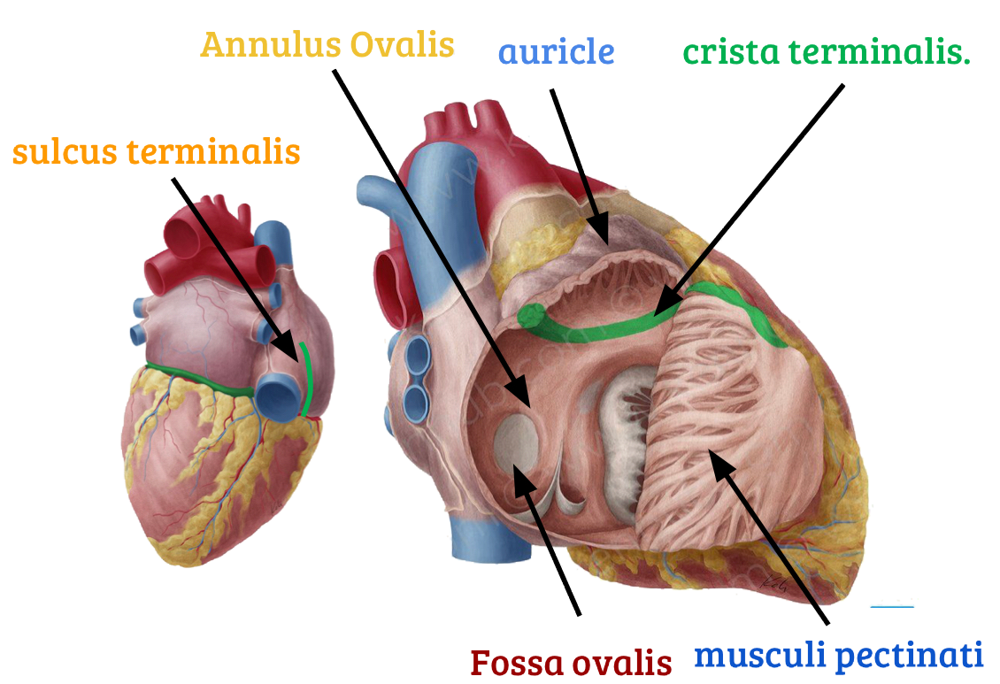 Annulus Ovalis
auricle
crista terminalis.
sulcus terminalis
Fossa ovalis
musculi pectinati